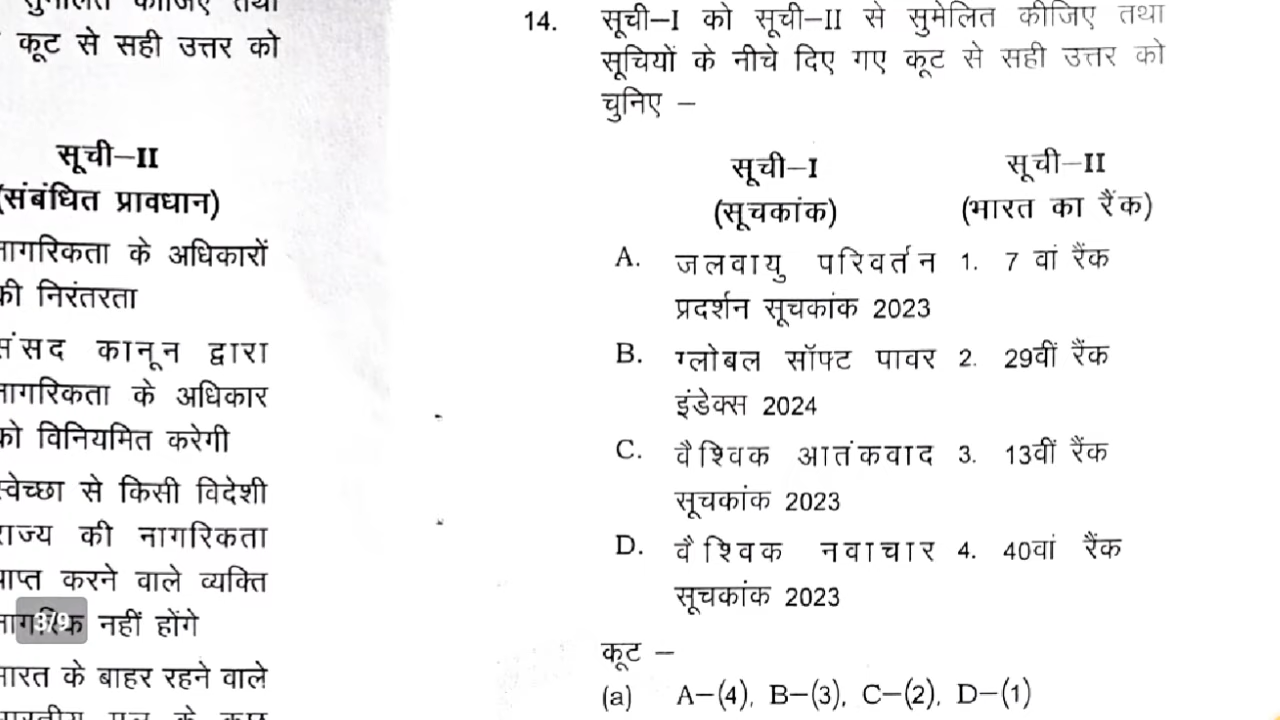 कूट से सही उत्तर को
सूची–II
(संबंधित प्रावधान)
नागरिकता के अधिकारों
की निरंतरता
संसद कानून द्वारा
नागरिकता के अधिकार
को विनियमित करेगी
स्वेच्छा से किसी विदेशी
राज्य की नागरिकता
प्राप्त करने वाले व्यक्ति
नागरिक नहीं होंगे
3/9
भारत के बाहर रहने वाले
14. सूची–I को सूची–II से सुमेलित कीजिए तथा
सूचियों के नीचे दिए गए कूट से सही उत्तर को
चुनिए –
सूची–I सूची–II
(सूचकांक) (भारत का रैंक)
A. जलवायु परिवर्तन 1. 7 वां रैंक
प्रदर्शन सूचकांक 2023
B. ग्लोबल सॉफ्ट पावर 2. 29वीं रैंक
इंडेक्स 2024
C. वैश्विक आतंकवाद 3. 13वीं रैंक
सूचकांक 2023
D. वैश्विक नवाचार 4. 40वां रैंक
सूचकांक 2023
कूट –
(a) A–(4), B–(3), C–(2), D–(1)